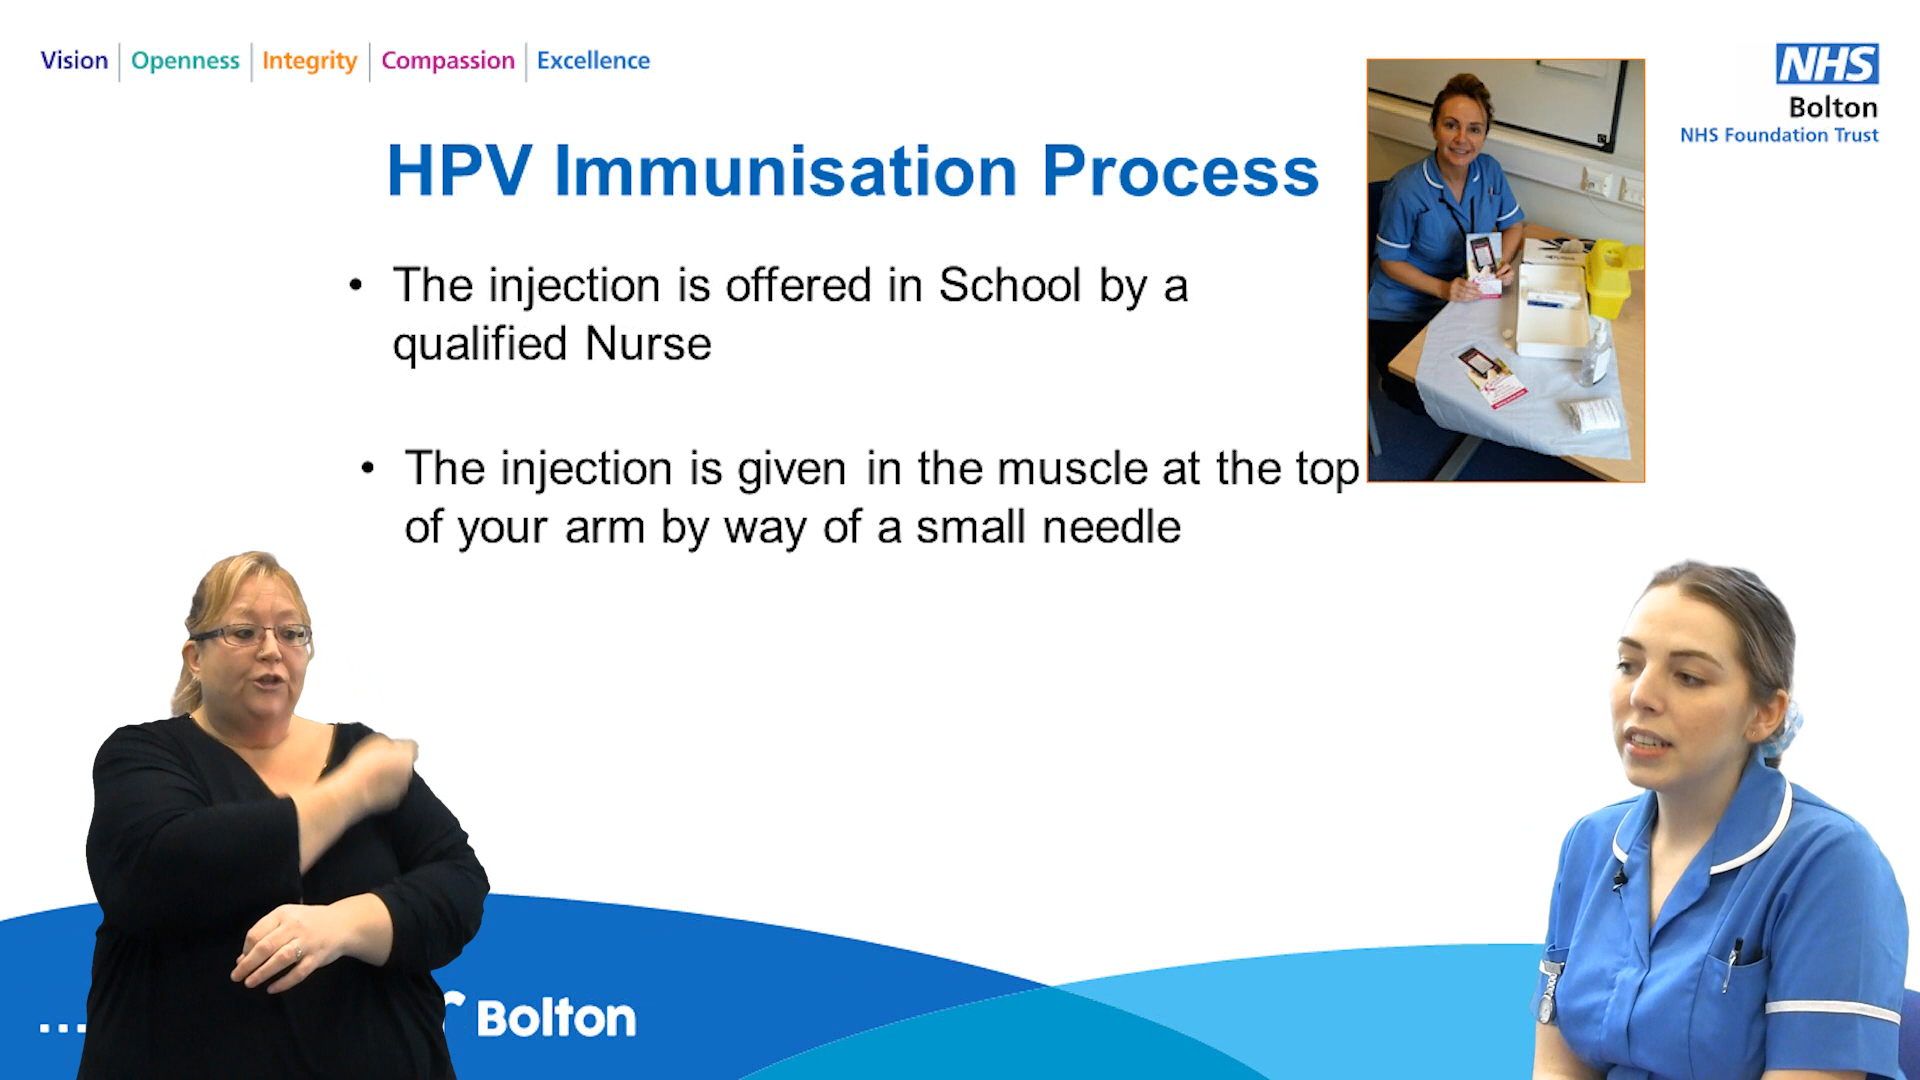 Vision | Openness | Integrity | Compassion | Excellence
NHS
Bolton
NHS Foundation Trust
HPV Immunisation Process
• The injection is offered in School by a
qualified Nurse
• The injection is given in the muscle at the top
of your arm by way of a small needle
... Bolton